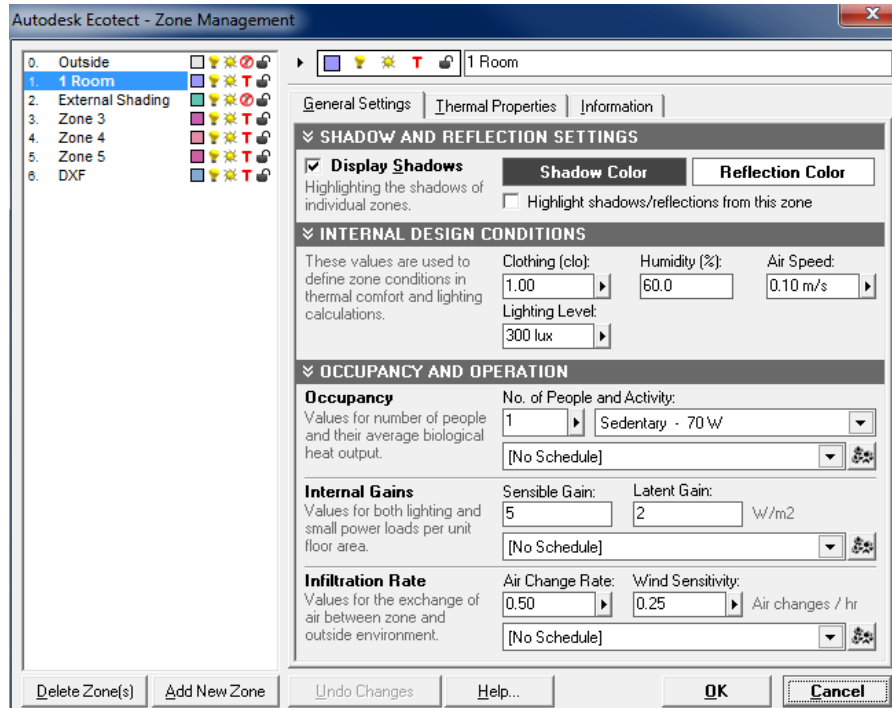 Autodesk Ecotect - Zone Management
x
0. Outside
1. 1 Room T
2. External Shading
3. Zone 3 T
4. Zone 4 T
5. Zone 5 T
6. DXF T
T 1 Room
General Settings Thermal Properties Information
SHADOW AND REFLECTION SETTINGS
Display Shadows
Highlighting the shadows of
individual zones.
Shadow Color Reflection Color
Highlight shadows/reflections from this zone
INTERNAL DESIGN CONDITIONS
These values are used to
define zone conditions in
thermal comfort and lighting
calculations.
Clothing (clo): Humidity (%): Air Speed:
1.00 60.0 0.10 m/s
Lighting Level:
300 lux
OCCUPANCY AND OPERATION
Occupancy
Values for number of people
and their average biological
heat output.
No. of People and Activity:
1 Sedentary - 70 W
[No Schedule]
Internal Gains
Values for both lighting and
small power loads per unit
floor area.
Sensible Gain: Latent Gain:
5 2 W/m2
[No Schedule]
Infiltration Rate
Values for the exchange of
air between zone and
outside environment.
Air Change Rate: Wind Sensitivity:
0.50 0.25 Air changes / hr
[No Schedule]
Delete Zone(s) Add New Zone Undo Changes Help... OK Cancel